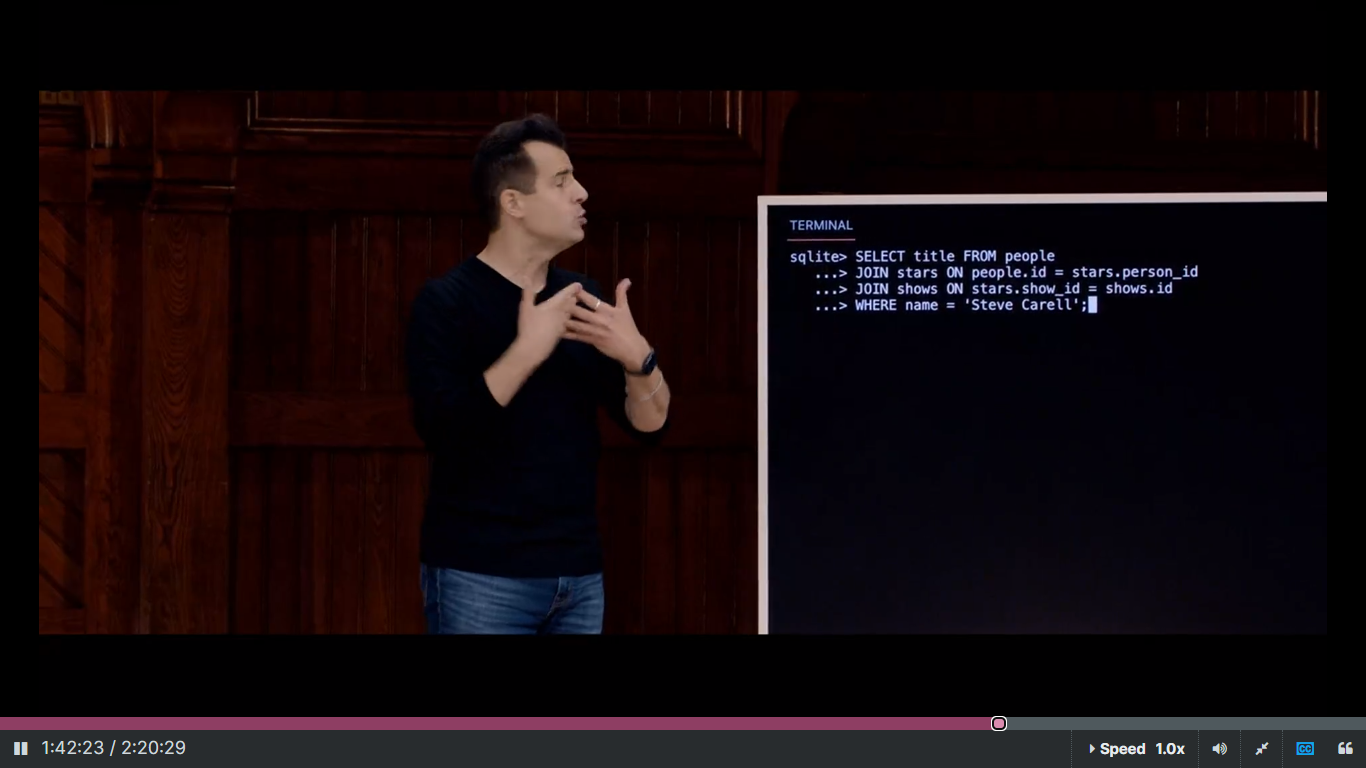 TERMINAL
sqlite> SELECT title FROM people
...> JOIN stars ON people.id = stars.person_id
...> JOIN shows ON stars.show_id = shows.id
...> WHERE name = 'Steve Carell';
1:42:23 / 2:20:29
Speed 1.0x
CC